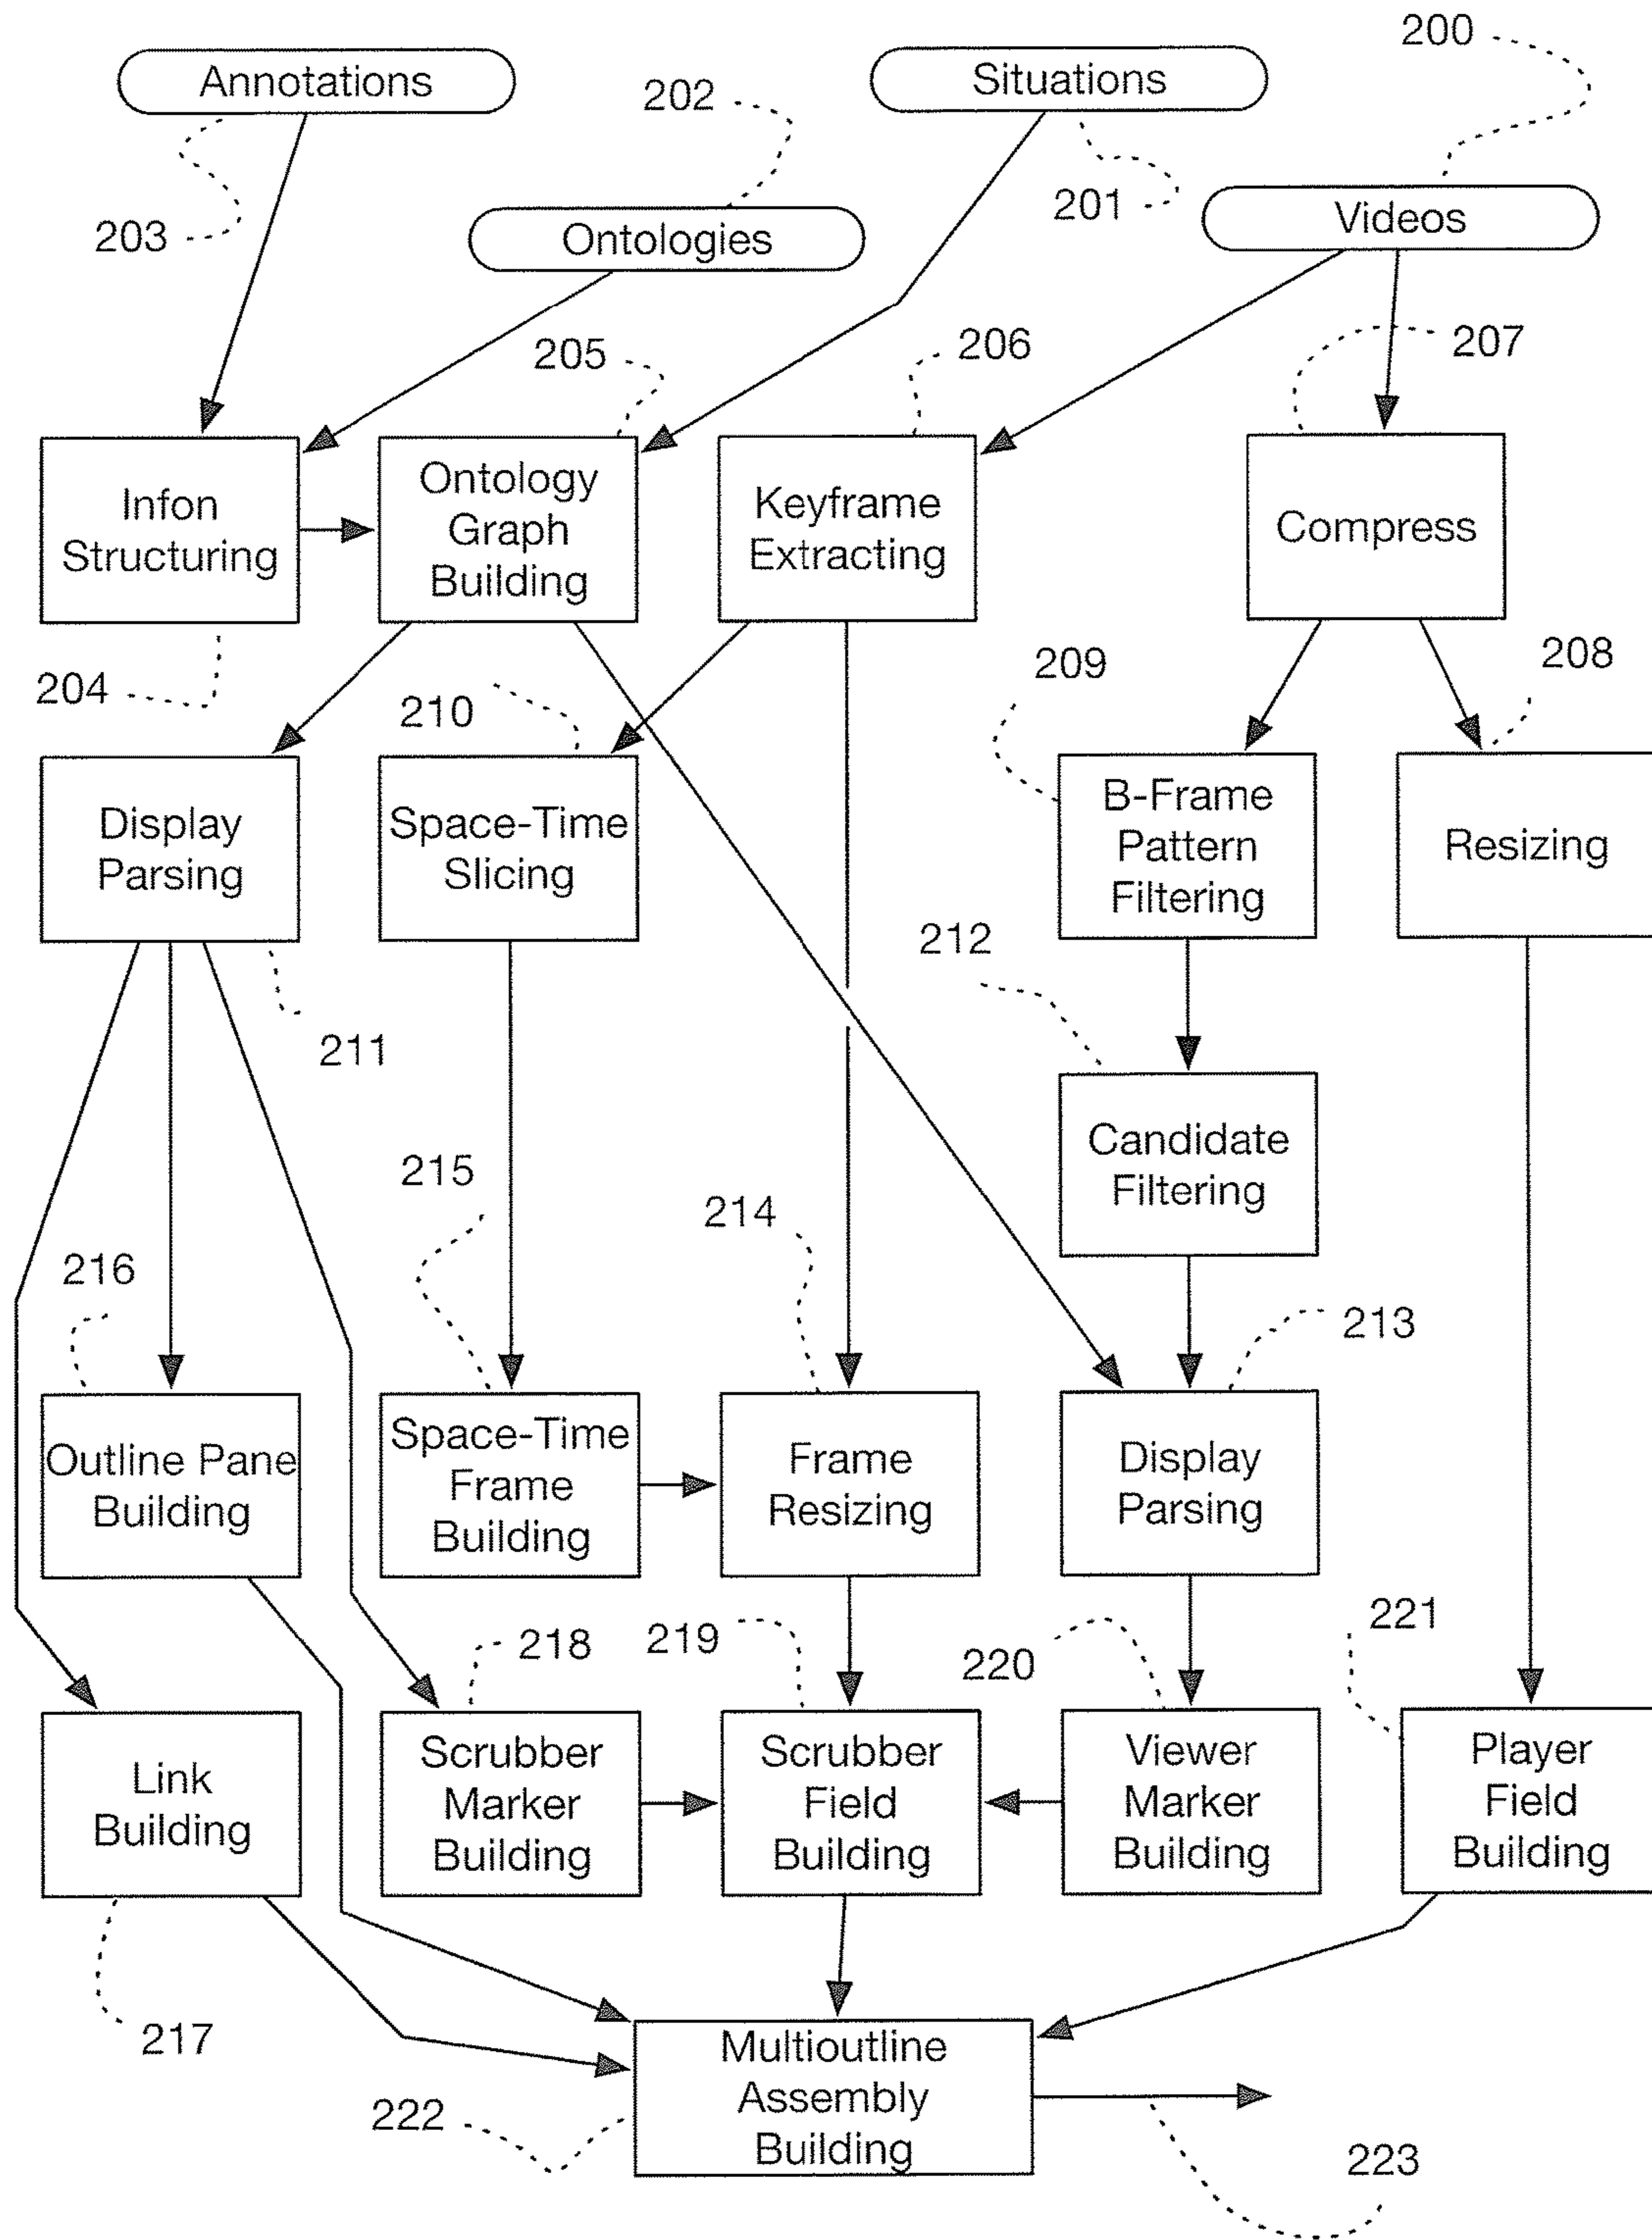 200
Annotations
Situations
202
201
203
Ontologies
Videos
205
206
207
Infon
Structuring
Ontology
Graph
Building
Keyframe
Extracting
Compress
204
210
209
208
Display
Parsing
Space-Time
Slicing
B-Frame
Pattern
Filtering
Resizing
212
211
Candidate
Filtering
215
214
216
213
Outline Pane
Building
Space-Time
Frame
Building
Frame
Resizing
Display
Parsing
218
219
220
221
Link
Building
Scrubber
Marker
Building
Scrubber
Field
Building
Viewer
Marker
Building
Player
Field
Building
217
Multioutline
Assembly
Building
222
223